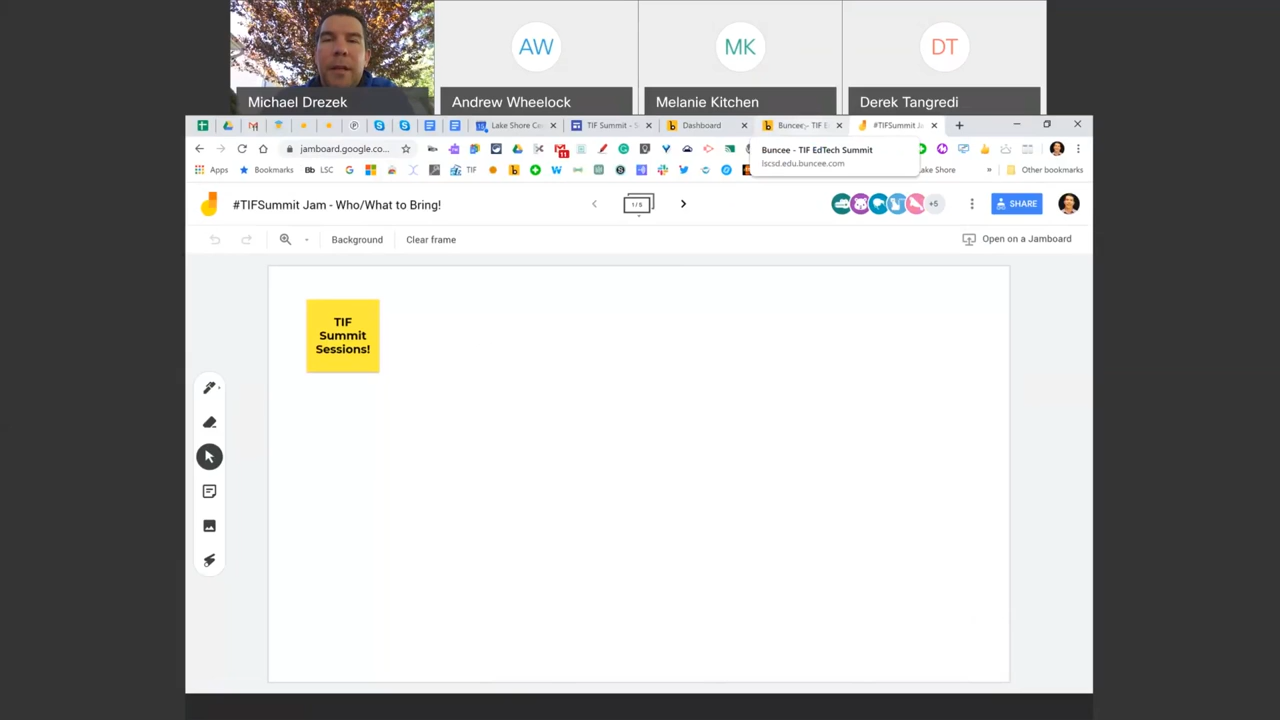 AW
MK
DT
Michael Drezek
Andrew Wheelock
Melanie Kitchen
Derek Tangredi
Lake Shore Ce
TIF Summit - S
Dashboard
Buncee - TIF E
#TIFSummit Ja
jamboard.google.co...
11
Buncee - TIF EdTech Summit
lscsd.edu.buncee.com
Apps
Bookmarks
Bb
LSC
TIF
ake Shore
»
Other bookmarks
#TIFSummit Jam - Who/What to Bring!
1/5
+5
SHARE
Background
Clear frame
Open on a Jamboard
TIF
Summit
Sessions!